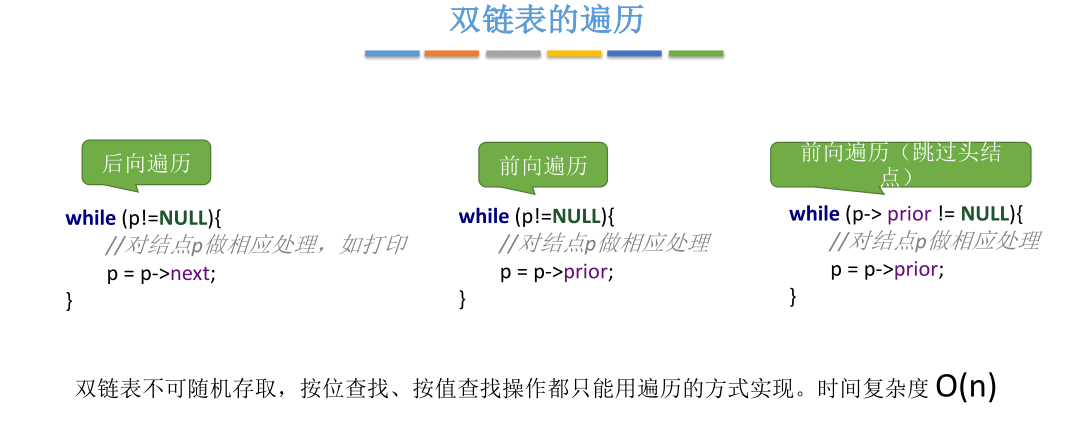 双链表的遍历
后向遍历
while (p!=NULL){
//对结点p做相应处理，如打印
p = p->next;
}
前向遍历
while (p!=NULL){
//对结点p做相应处理
p = p->prior;
}
前向遍历（跳过头结
点）
while (p-> prior != NULL){
//对结点p做相应处理
p = p->prior;
}
双链表不可随机存取，按位查找、按值查找操作都只能用遍历的方式实现。时间复杂度 O(n)